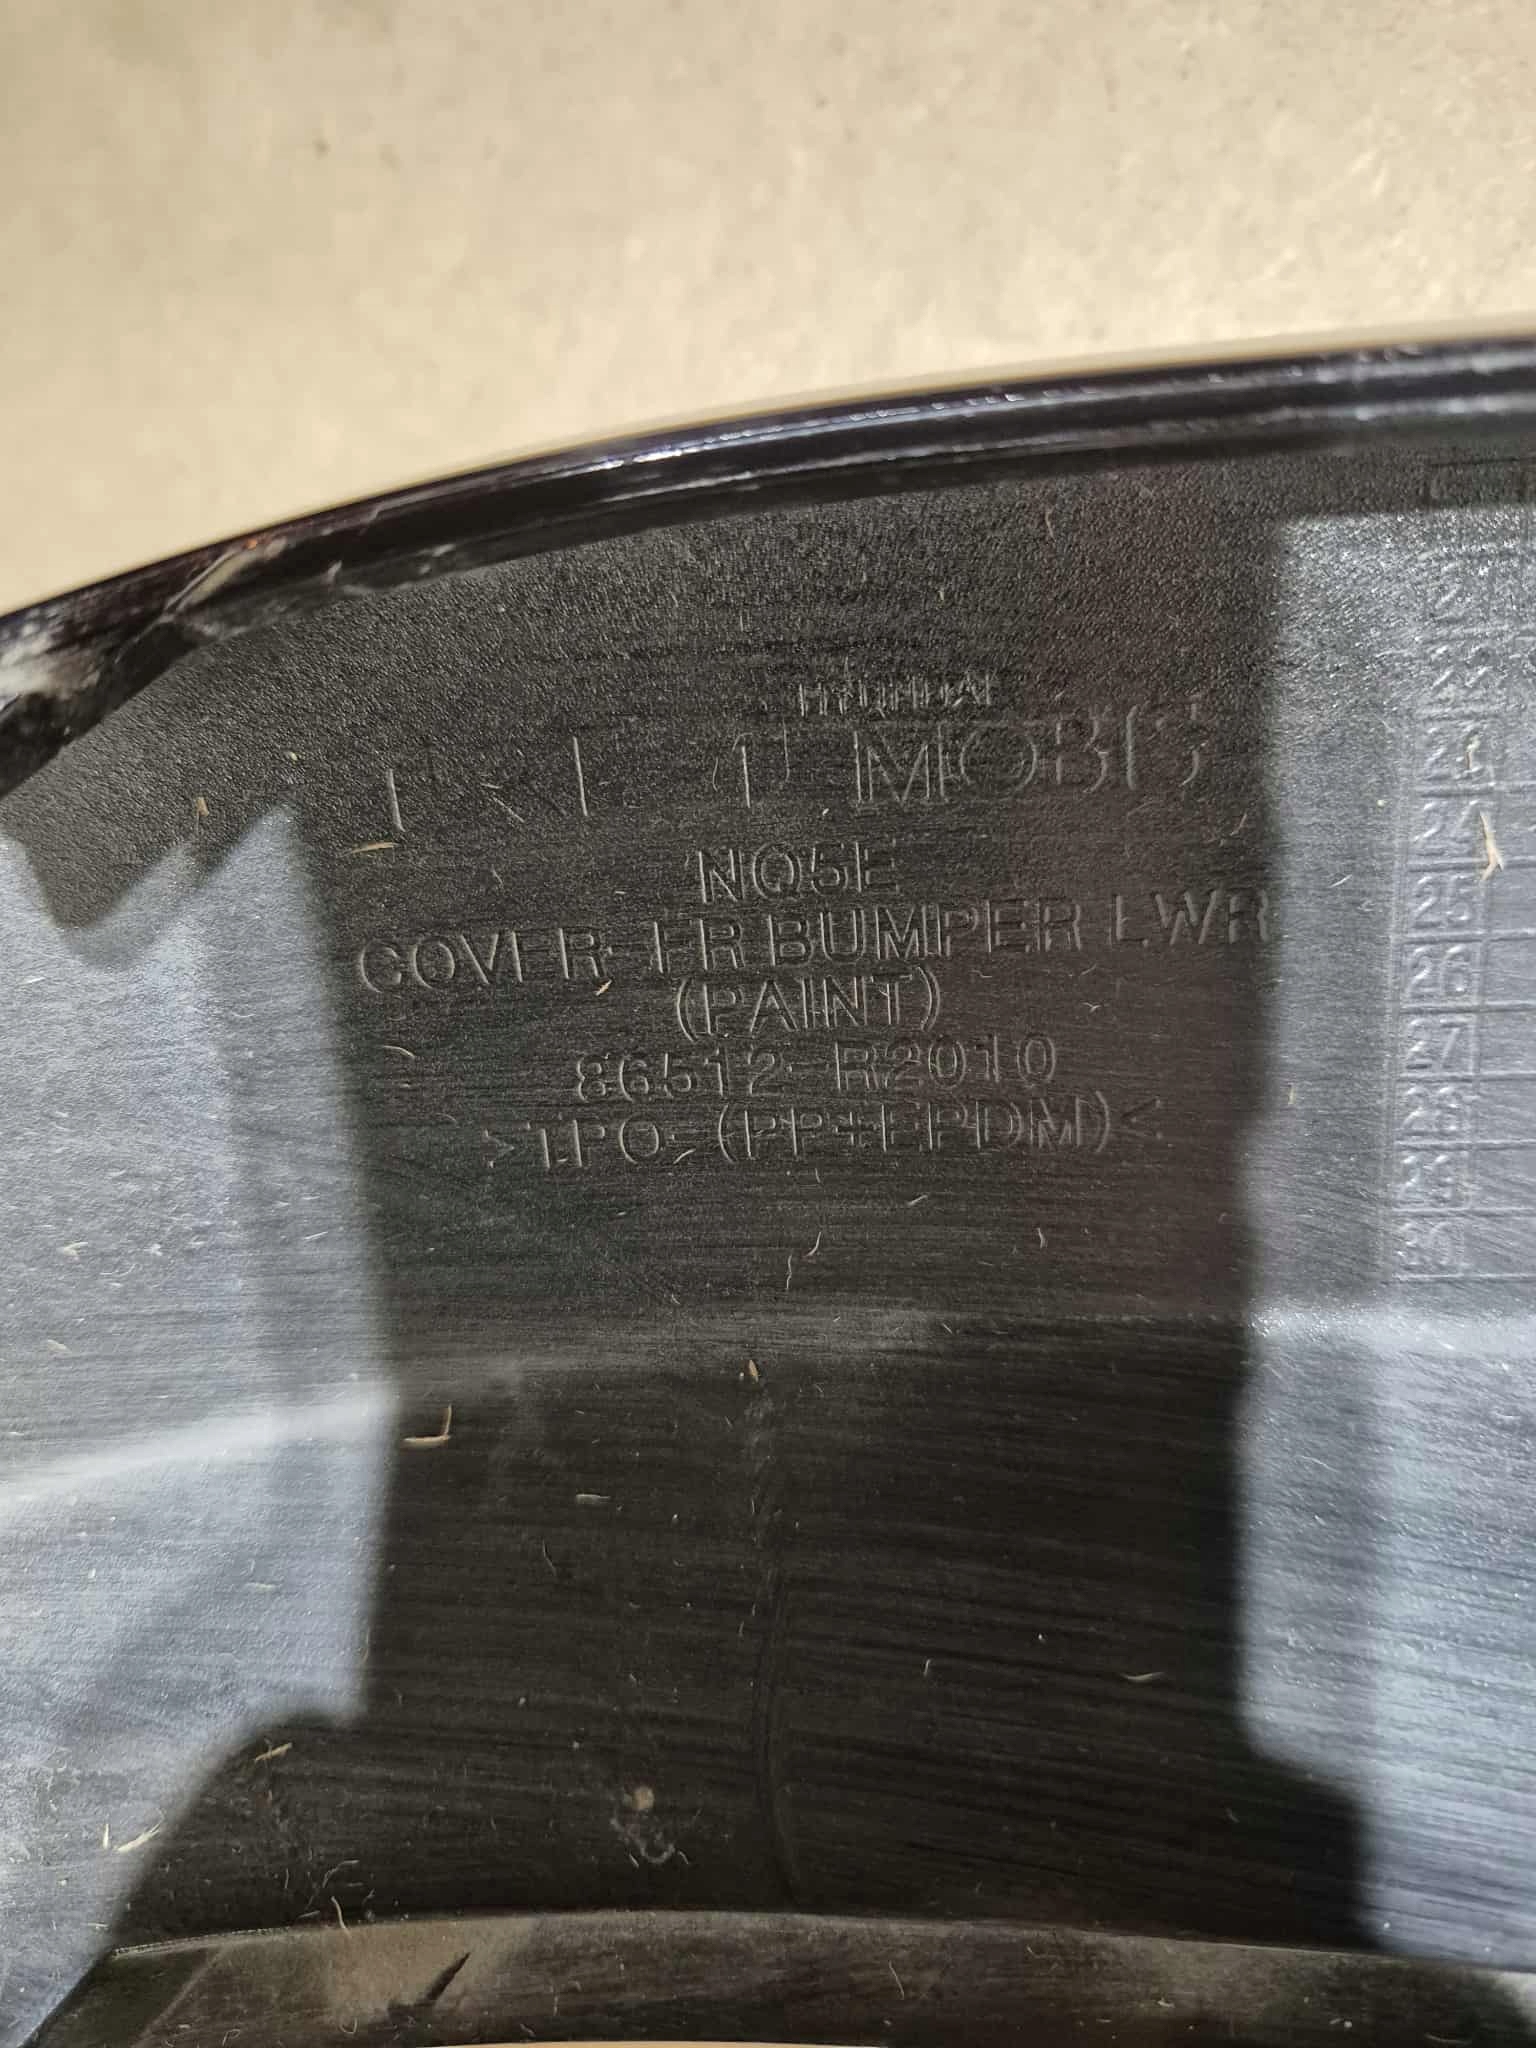 HYUNDAI
MOBIS
NQ5E
COVER-FR BUMPER LWR
(PAINT)
86512-R2010
>TPO-(PP+EPDM)<
21
22
23
24
25
26
27
28
29
30